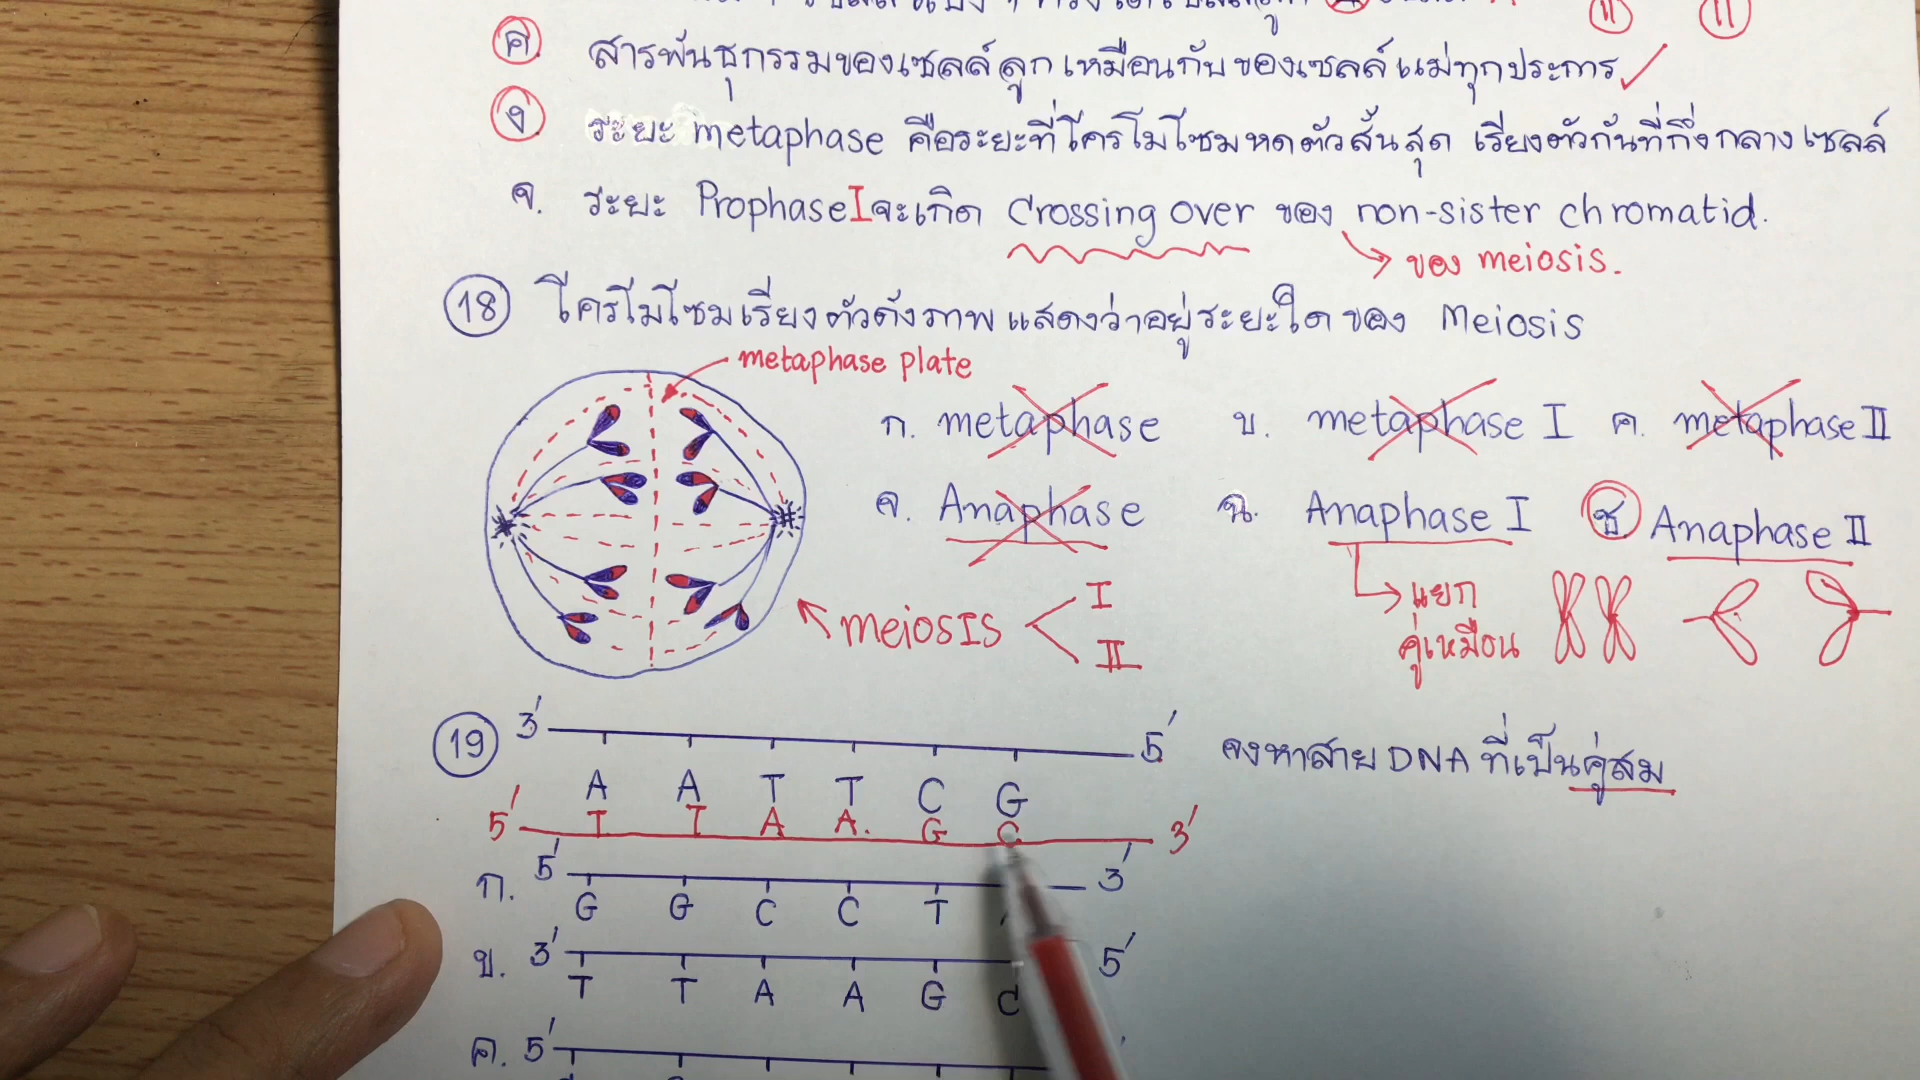 ค. สารพันธุกรรมของเซลล์ลูกเหมือนกับของเซลล์แม่ทุกประการ ✓
ง. ระยะ metaphase คือระยะที่โครโมโซมหดตัวสั้นสุด เรียงตัวกันที่กึ่งกลางเซลล์
จ. ระยะ Prophase I จะเกิด Crossing over ของ non-sister chromatid.
ของ meiosis.
18 โครโมโซมเรียงตัวดังภาพ แสดงว่าอยู่ระยะใด ของ Meiosis
metaphase plate
ก. metaphase ข. metaphase I ค. metaphase II
จ. Anaphase ฉ. Anaphase I ช. Anaphase II
แยก
คู่เหมือน
meiosis I
II
19 3' 5' จงหาสาย DNA ที่เป็นคู่สม
A A T T C G
5' T T A A G C 3'
ก. 5' 3'
G G C C T
ข. 3' 5'
T T A A G C
ค. 5'